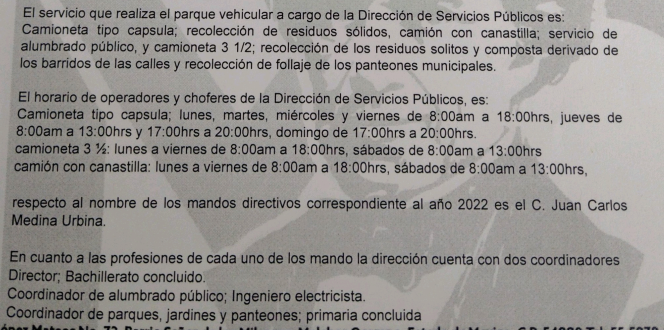 El servicio que realiza el parque vehicular a cargo de la Dirección de Servicios Públicos es:
Camioneta tipo capsula; recolección de residuos sólidos, camión con canastilla; servicio de
alumbrado público, y camioneta 3 1/2; recolección de los residuos solitos y composta derivado de
los barridos de las calles y recolección de follaje de los panteones municipales.
El horario de operadores y choferes de la Dirección de Servicios Públicos, es:
Camioneta tipo capsula; lunes, martes, miércoles y viernes de 8:00am a 18:00hrs, jueves de
8:00am a 13:00hrs y 17:00hrs a 20:00hrs, domingo de 17:00hrs a 20:00hrs.
camioneta 3 ½: lunes a viernes de 8:00am a 18:00hrs, sábados de 8:00am a 13:00hrs
camión con canastilla: lunes a viernes de 8:00am a 18:00hrs, sábados de 8:00am a 13:00hrs,
respecto al nombre de los mandos directivos correspondiente al año 2022 es el C. Juan Carlos
Medina Urbina.
En cuanto a las profesiones de cada uno de los mando la dirección cuenta con dos coordinadores
Director; Bachillerato concluido.
Coordinador de alumbrado público; Ingeniero electricista.
Coordinador de parques, jardines y panteones; primaria concluida